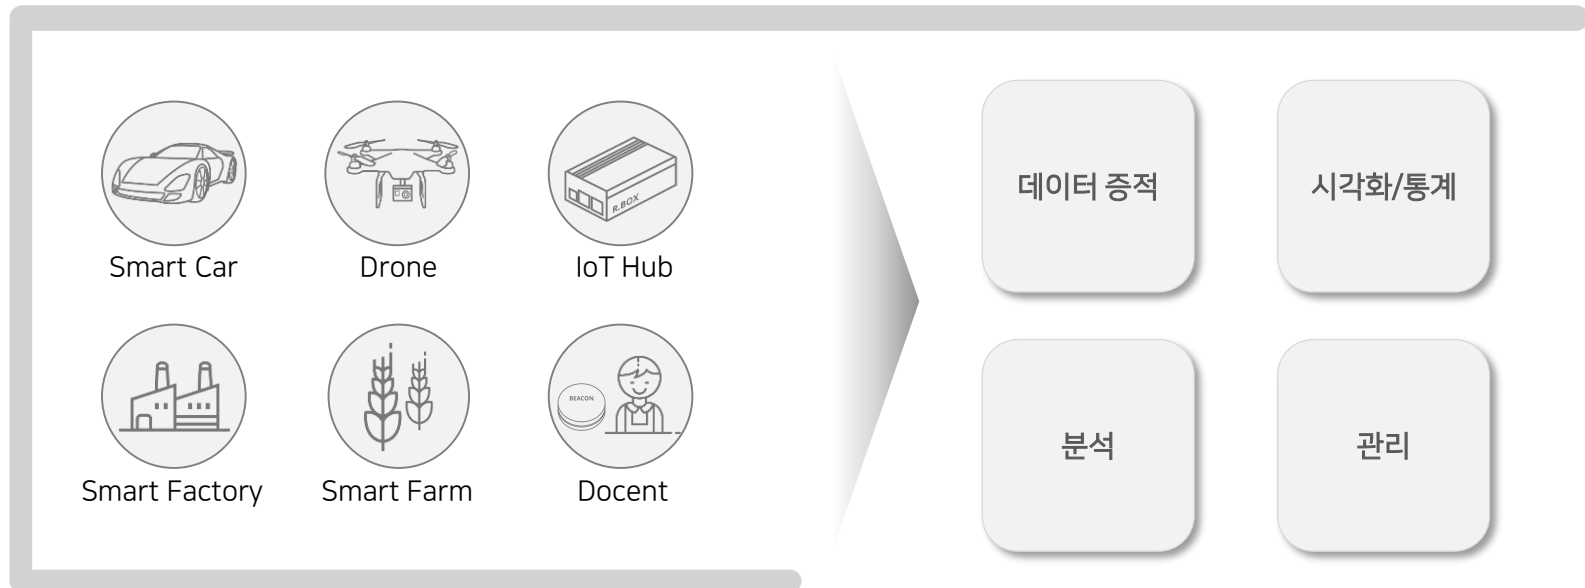 R.BOX
Smart Car
Drone
IoT Hub
BEACON
Smart Factory
Smart Farm
Docent
데이터 증적
시각화/통계
분석
관리